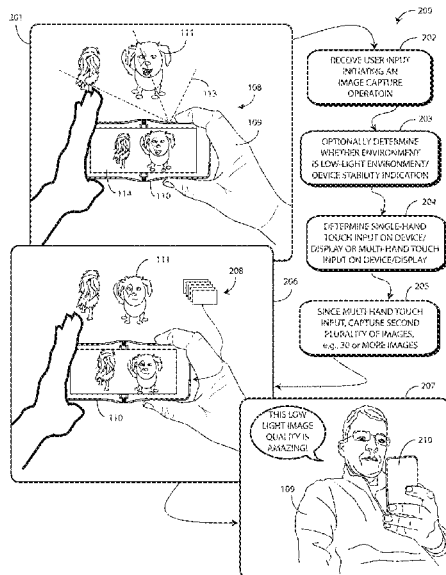 200
201
202
RECEIVE USER INPUT
INITIATING AN
IMAGE CAPTURE
OPERATION
111
113
108
109
114
110
203
OPTIONALLY DETERMINE
WHETHER ENVIRONMENT
IS LOW-LIGHT ENVIRONMENT/
DEVICE STABILITY INDICATION
204
DETERMINE SINGLE-HAND
TOUCH INPUT ON DEVICE/
DISPLAY OR MULTI-HAND TOUCH
INPUT ON DEVICE/DISPLAY
205
SINCE MULTI-HAND TOUCH
INPUT, CAPTURE SECOND
PLURALITY OF IMAGES,
e.g., 30 OR MORE IMAGES
111
208
206
110
207
THIS LOW
LIGHT IMAGE
QUALITY IS
AMAZING!
210
109